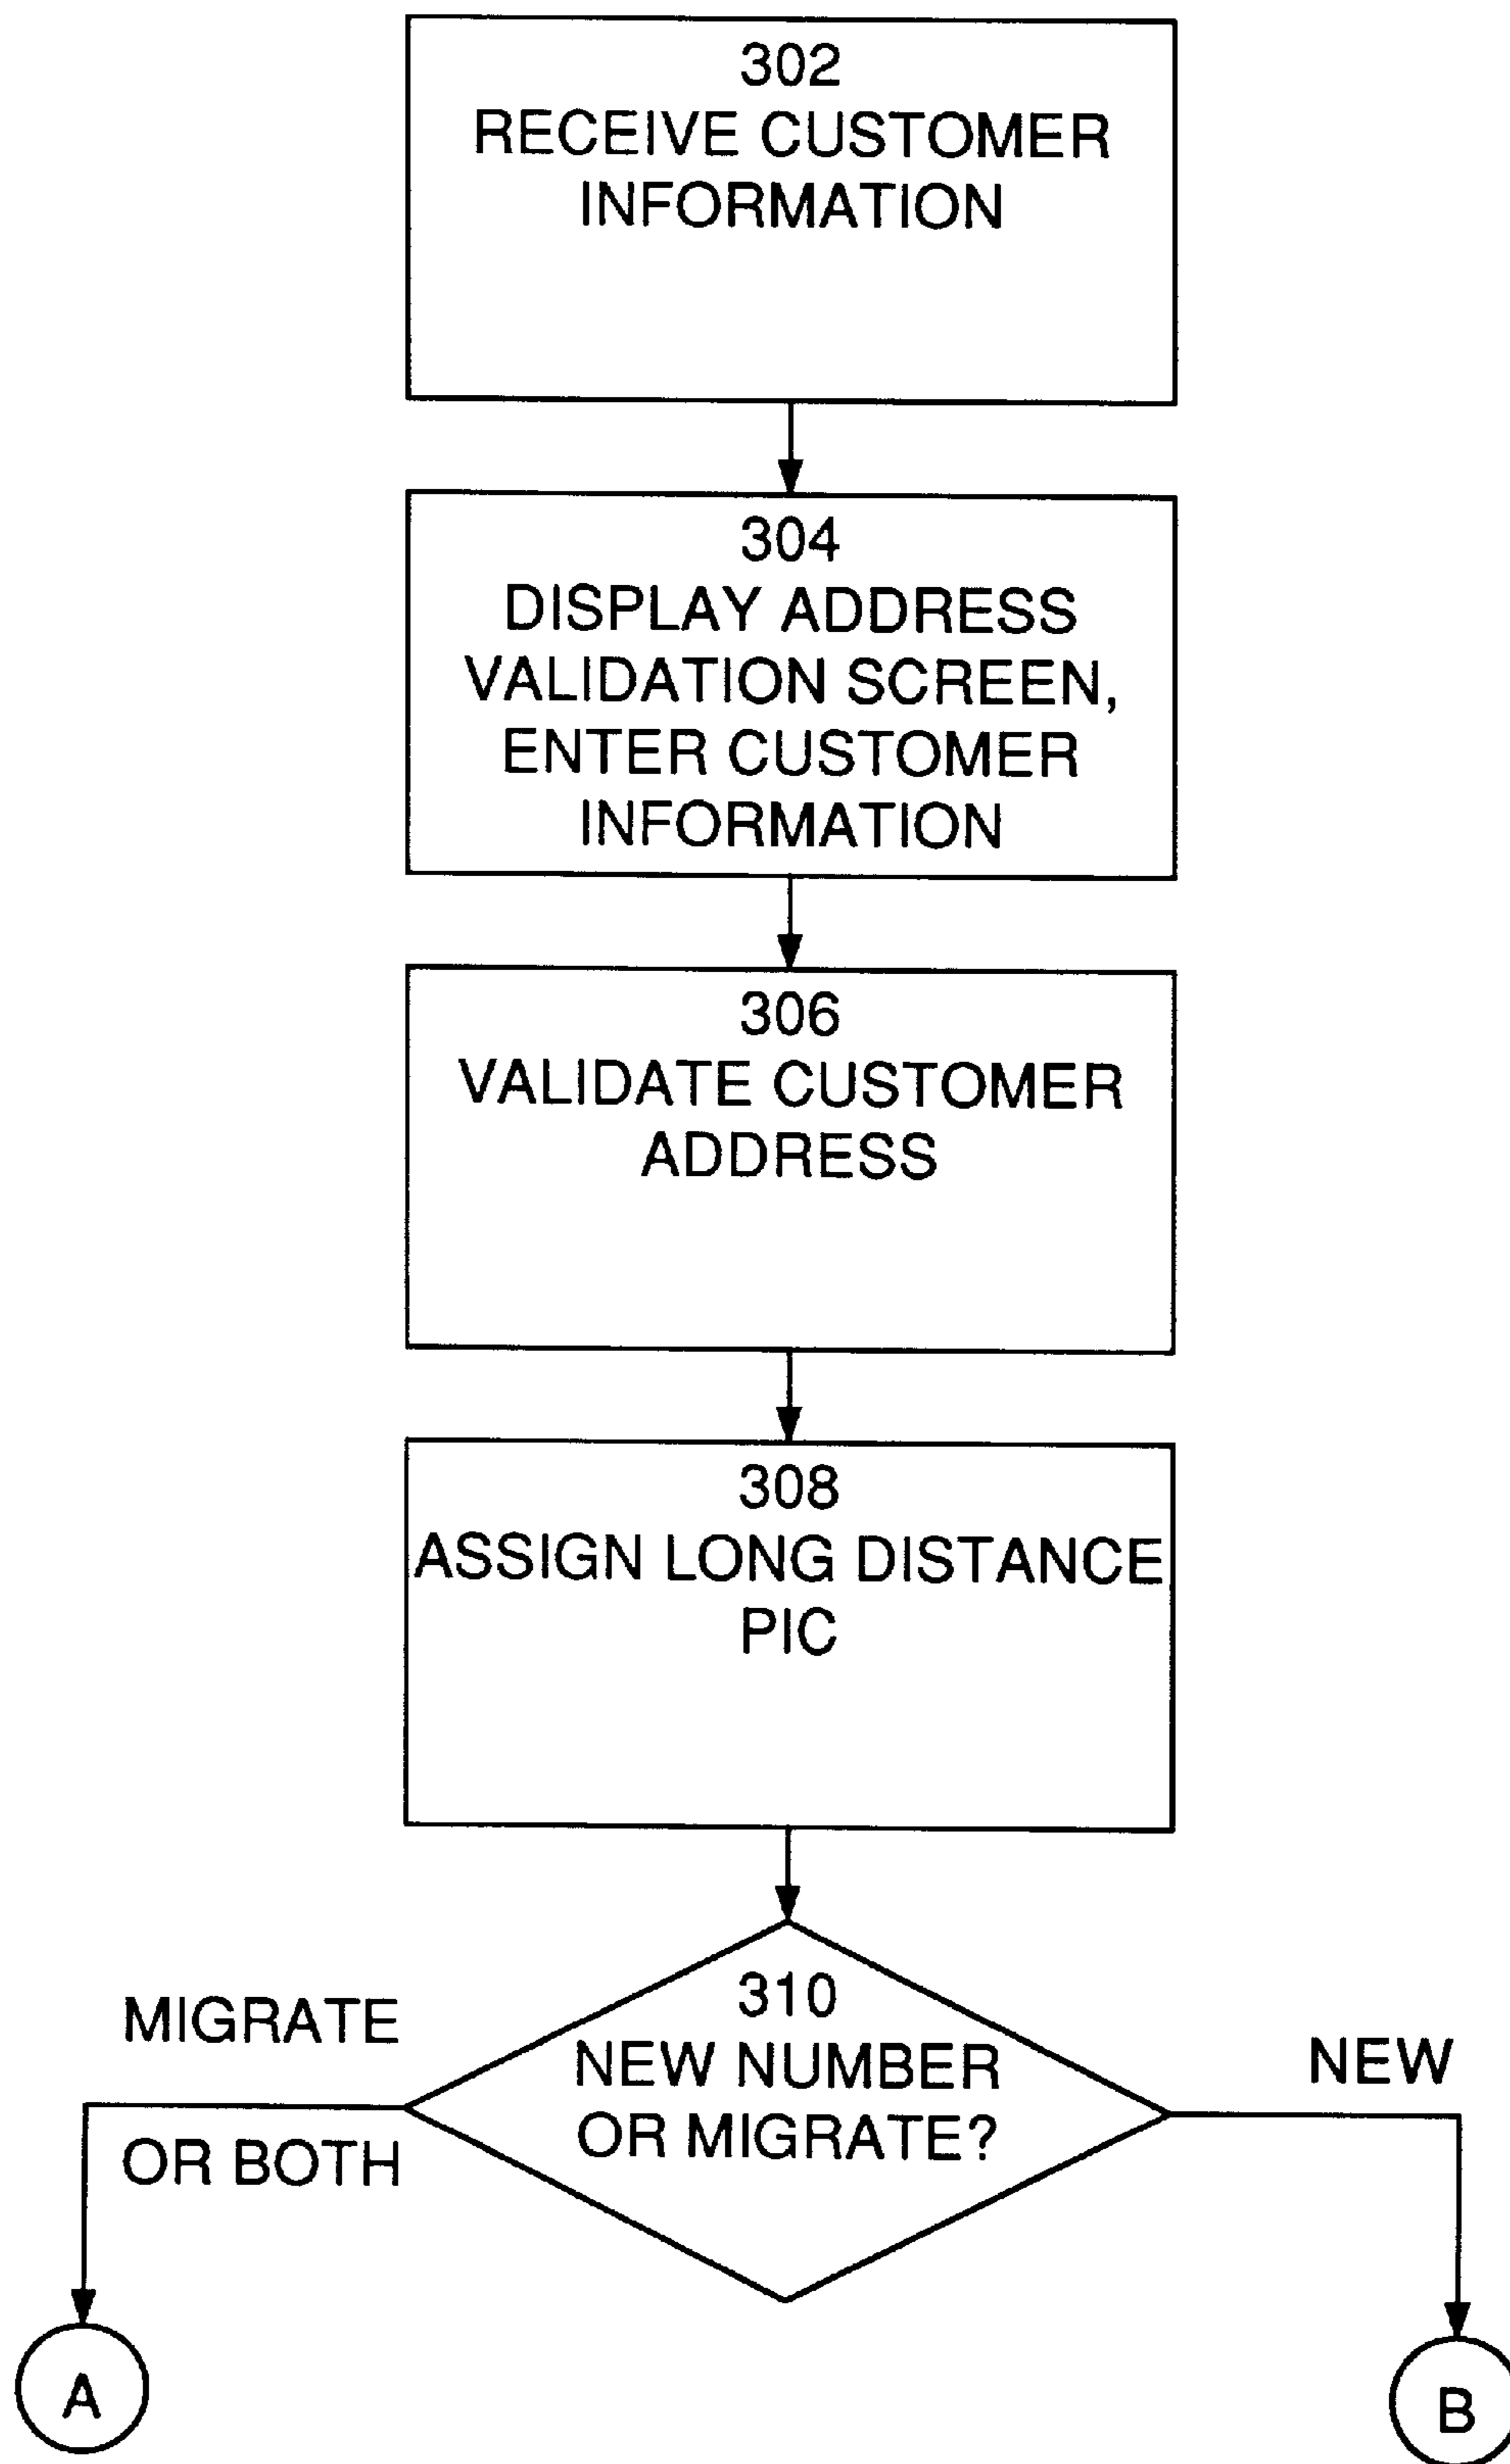 302
RECEIVE CUSTOMER
INFORMATION
304
DISPLAY ADDRESS
VALIDATION SCREEN,
ENTER CUSTOMER
INFORMATION
306
VALIDATE CUSTOMER
ADDRESS
308
ASSIGN LONG DISTANCE
PIC
310
NEW NUMBER
OR MIGRATE?
MIGRATE
OR BOTH
NEW
A
B